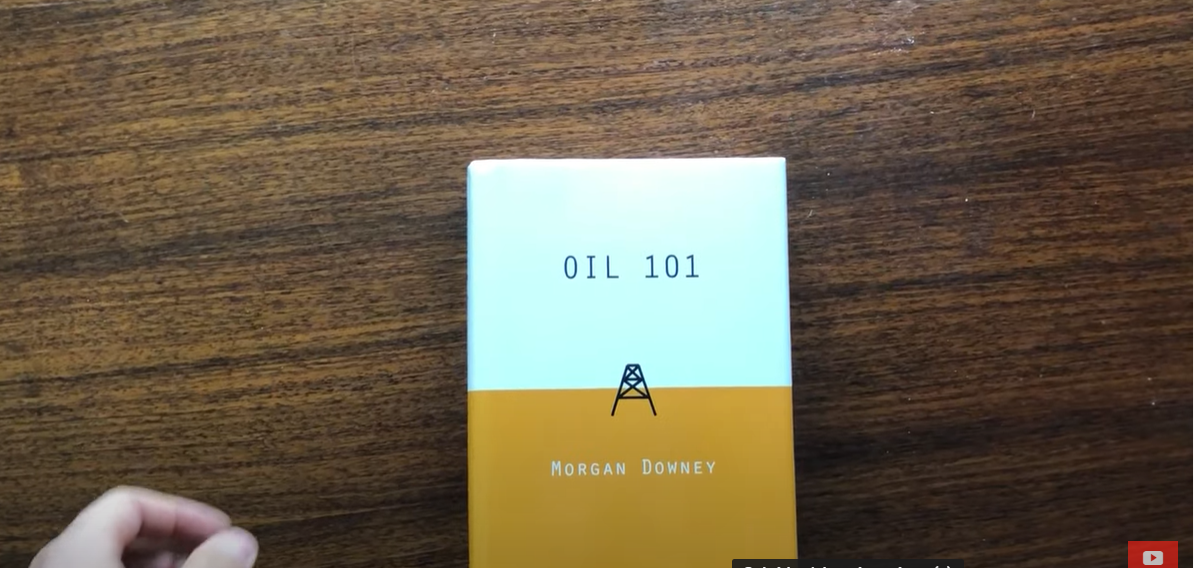 OIL 101
MORGAN DOWNEY